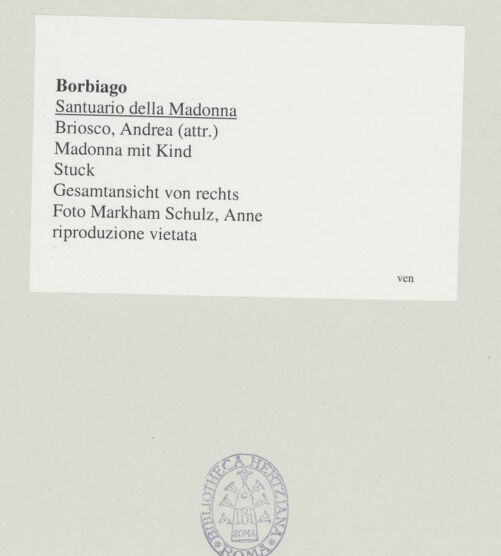 Borbiago
Santuario della Madonna
Briosco, Andrea (attr.)
Madonna mit Kind
Stuck
Gesamtansicht von rechts
Foto Markham Schulz, Anne
riproduzione vietata
ven
BIBLIOTHECA HERTZIANA
ROMA
ROMA